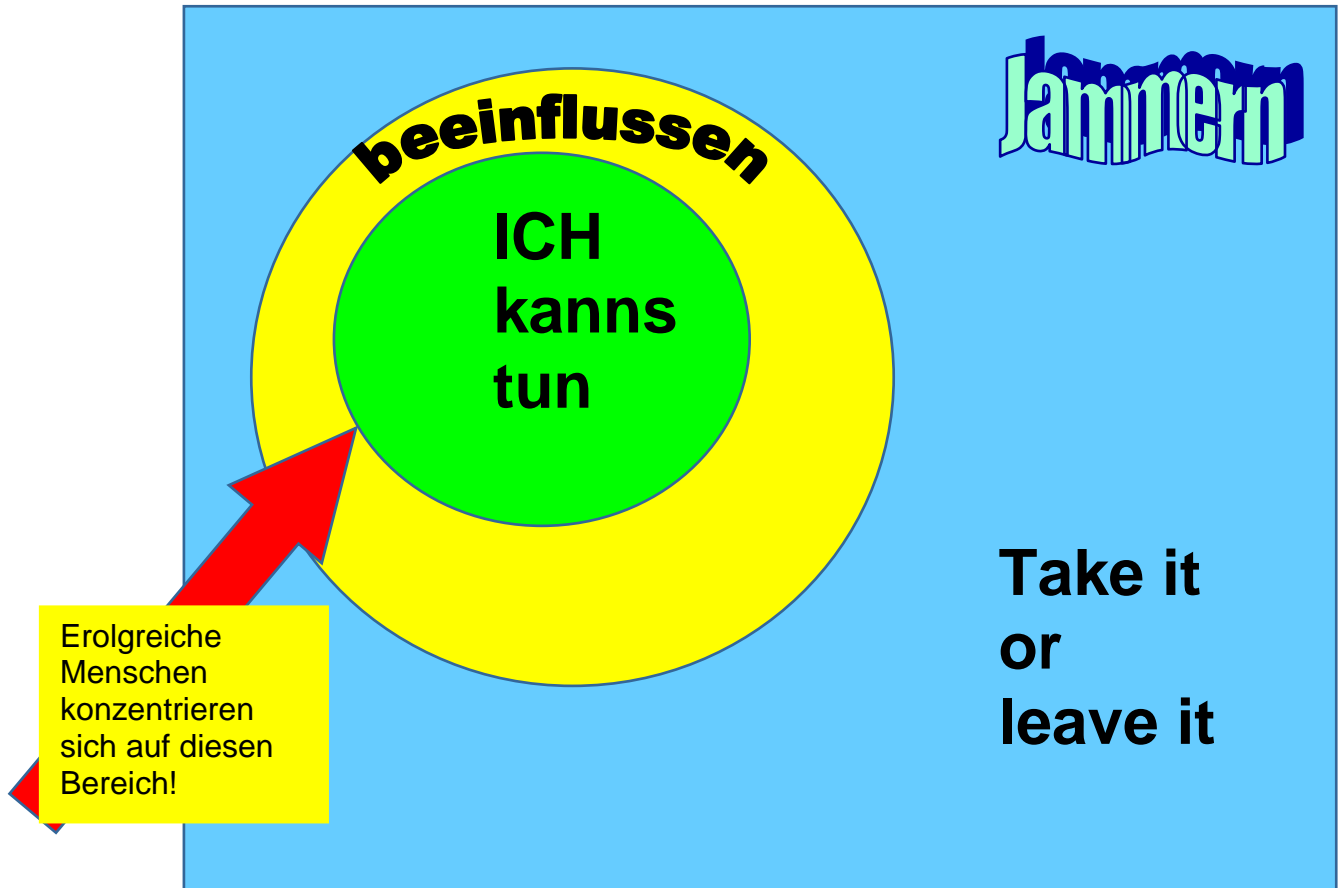 Jammern
beeinflussen
ICH
kanns
tun
Take it
or
leave it
Erolgreiche
Menschen
konzentrieren
sich auf diesen
Bereich!